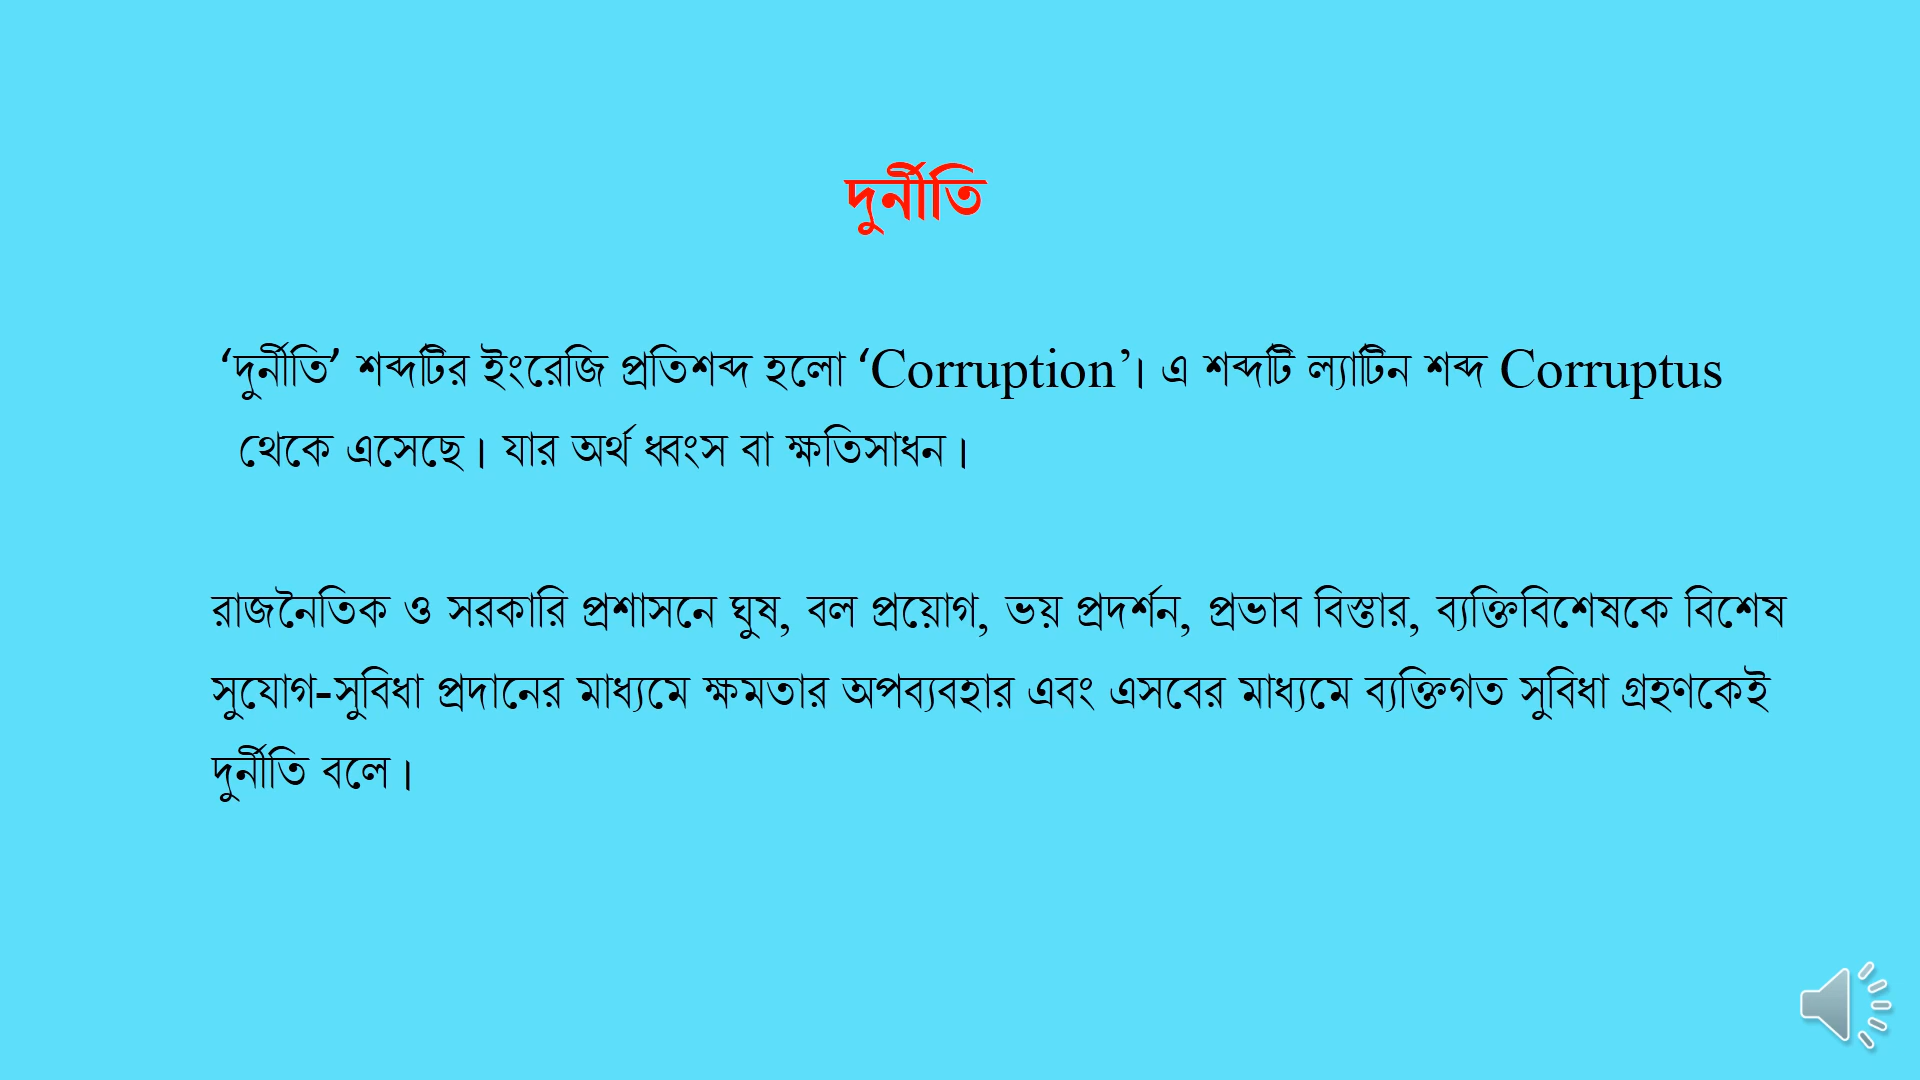 দুর্নীতি
‘দুর্নীতি’ শব্দটির ইংরেজি প্রতিশব্দ হলো ‘Corruption’। এ শব্দটি ল্যাটিন শব্দ Corruptus
থেকে এসেছে। যার অর্থ ধ্বংস বা ক্ষতিসাধন।
রাজনৈতিক ও সরকারি প্রশাসনে ঘুষ, বল প্রয়োগ, ভয় প্রদর্শন, প্রভাব বিস্তার, ব্যক্তিবিশেষকে বিশেষ
সুযোগ-সুবিধা প্রদানের মাধ্যমে ক্ষমতার অপব্যবহার এবং এসবের মাধ্যমে ব্যক্তিগত সুবিধা গ্রহণকেই
দুর্নীতি বলে।